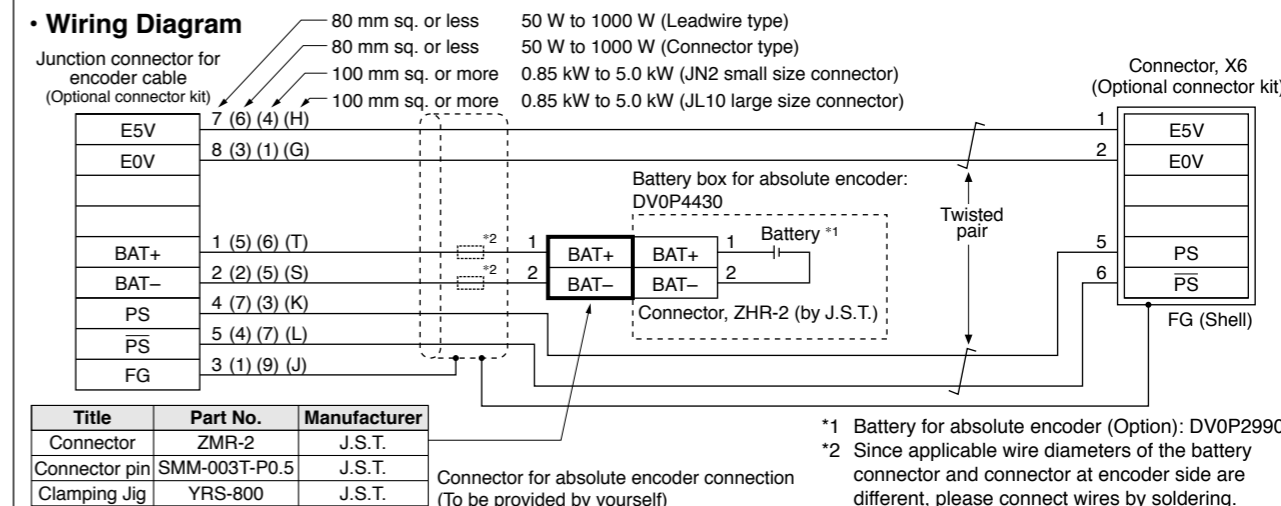 · Wiring Diagram
80 mm sq. or less 50 W to 1000 W (Leadwire type)
80 mm sq. or less 50 W to 1000 W (Connector type)
100 mm sq. or more 0.85 kW to 5.0 kW (JN2 small size connector)
100 mm sq. or more 0.85 kW to 5.0 kW (JL10 large size connector)
Junction connector for
encoder cable
(Optional connector kit)
Connector, X6
(Optional connector kit)
E5V 7 (6) (4) (H) 1 E5V
E0V 8 (3) (1) (G) 2 E0V
Battery box for absolute encoder:
DV0P4430
Twisted
pair
BAT+ 1 (5) (6) (T) *2 1 BAT+ BAT+ 1 Battery *1 5 PS
BAT– 2 (2) (5) (S) *2 2 BAT– BAT– 2 6 P̅S̅
PS 4 (7) (3) (K) Connector, ZHR-2 (by J.S.T.) FG (Shell)
P̅S̅ 5 (4) (7) (L)
FG 3 (1) (9) (J)
Title Part No. Manufacturer
Connector ZMR-2 J.S.T.
Connector pin SMM-003T-P0.5 J.S.T.
Clamping Jig YRS-800 J.S.T.
Connector for absolute encoder connection
(To be provided by yourself)
*1 Battery for absolute encoder (Option): DV0P2990
*2 Since applicable wire diameters of the battery
connector and connector at encoder side are
different, please connect wires by soldering.